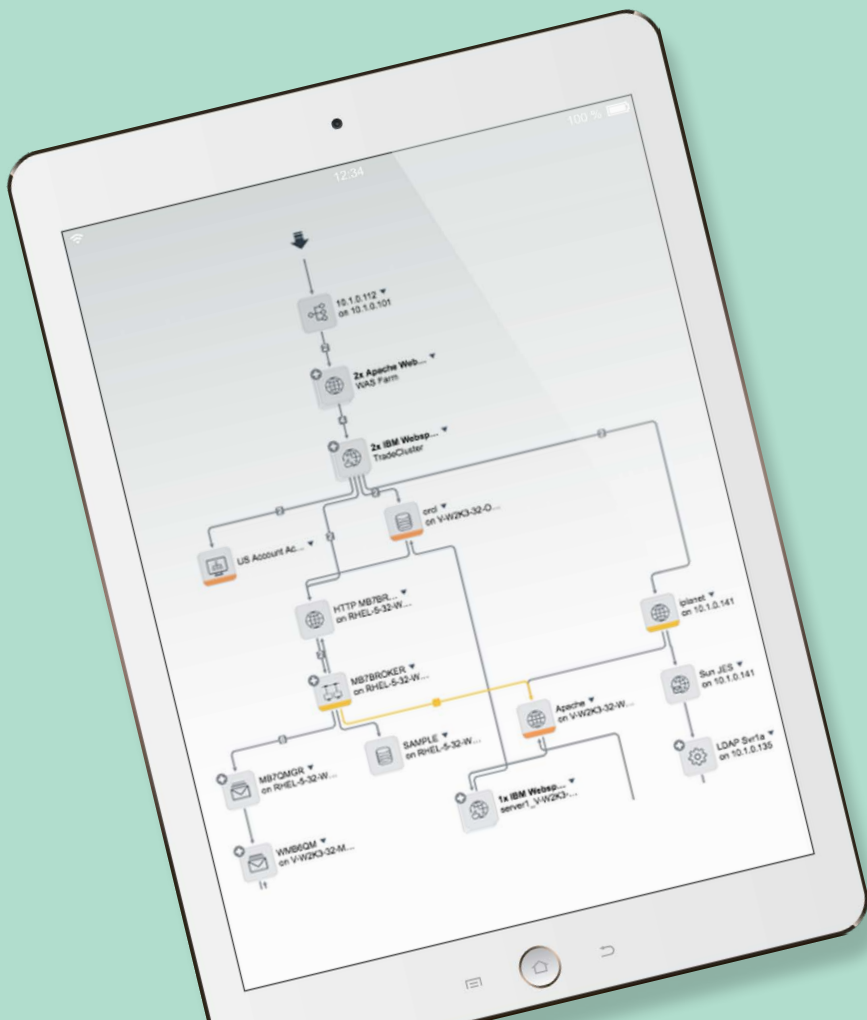 12:34
100 %
10.1.0.112
on 10.1.0.101
2x Apache Web...
WAS Farm
2x IBM Websp...
TradeCluster
orcl
on V-W2K3-32-O...
US Account Ac...
HTTP MB7BR...
on RHEL-5-32-W...
iplanet
on 10.1.0.141
MB7BROKER
on RHEL-5-32-W...
Sun JES
on 10.1.0.141
Apache
on V-W2K3-32-W...
SAMPLE
on RHEL-5-32-W...
LDAP Svr1a
on 10.1.0.135
MB7QMGR
on RHEL-5-32-W...
1x IBM Websp...
server1_V-W2K3-...
WMB6QM
on V-W2K3-32-M...